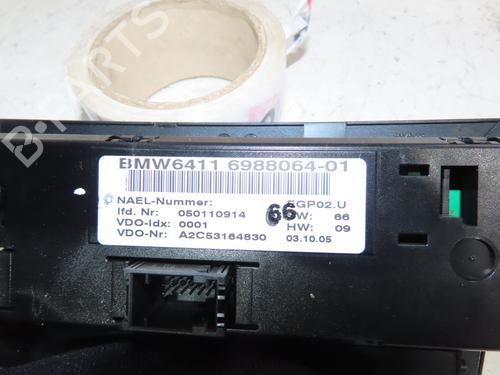 BMW6411 6988064-01
NAEL-Nummer: EGP02.U
lfd. Nr: 050110914 66 SW: 66
VDO-Idx: 0001 HW: 09
VDO-Nr: A2C53164830 03.10.05